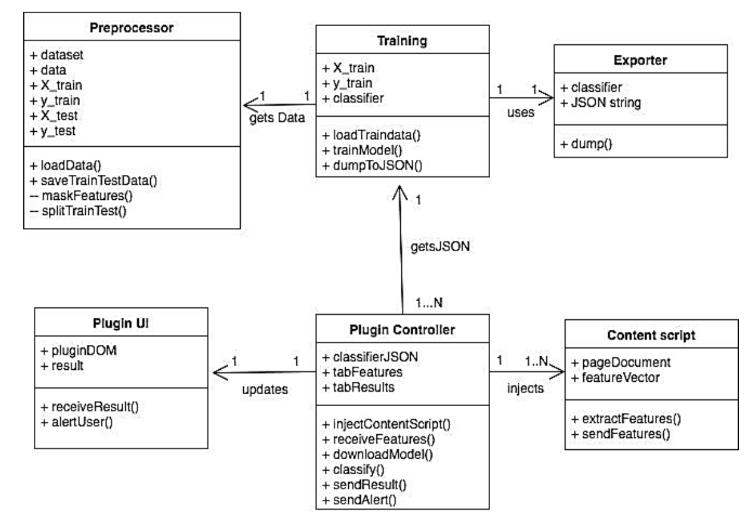 Preprocessor
+ dataset
+ data
+ X_train
+ y_train
+ X_test
+ y_test
+ loadData()
+ saveTrainTestData()
– maskFeatures()
– splitTrainTest()
1 1
gets Data
Training
+ X_train
+ y_train
+ classifier
+ loadTraindata()
+ trainModel()
+ dumpToJSON()
1 1
uses
Exporter
+ classifier
+ JSON string
+ dump()
1
getsJSON
1...N
Plugin UI
+ pluginDOM
+ result
+ receiveResult()
+ alertUser()
1 1
updates
Plugin Controller
+ classifierJSON
+ tabFeatures
+ tabResults
+ injectContentScript()
+ receiveFeatures()
+ downloadModel()
+ classify()
+ sendResult()
+ sendAlert()
1 1..N
injects
Content script
+ pageDocument
+ featureVector
+ extractFeatures()
+ sendFeatures()